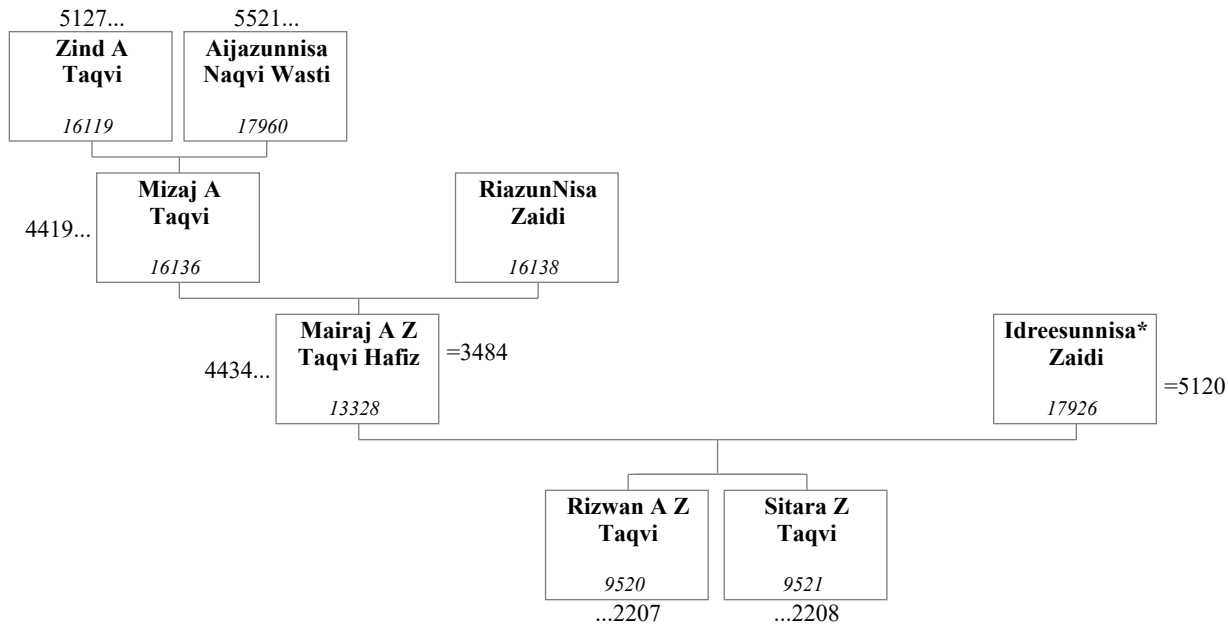 5127...
5521...
Zind A
Taqvi
16119
Aijazunnisa
Naqvi Wasti
17960
4419...
Mizaj A
Taqvi
16136
RiazunNisa
Zaidi
16138
4434...
Mairaj A Z
Taqvi Hafiz
13328
=3484
Idreesunnisa*
Zaidi
17926
=5120
Rizwan A Z
Taqvi
9520
...2207
Sitara Z
Taqvi
9521
...2208